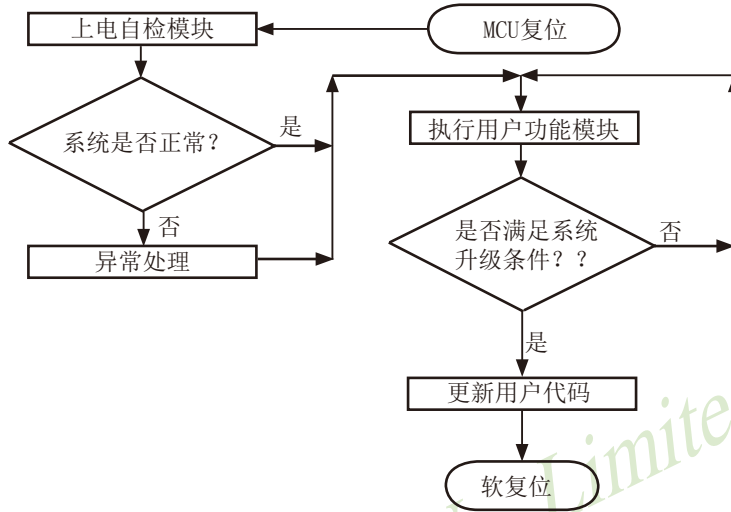 上电自检模块
MCU复位
系统是否正常？
是
否
异常处理
执行用户功能模块
是否满足系统
升级条件？？
否
是
更新用户代码
软复位
Limite